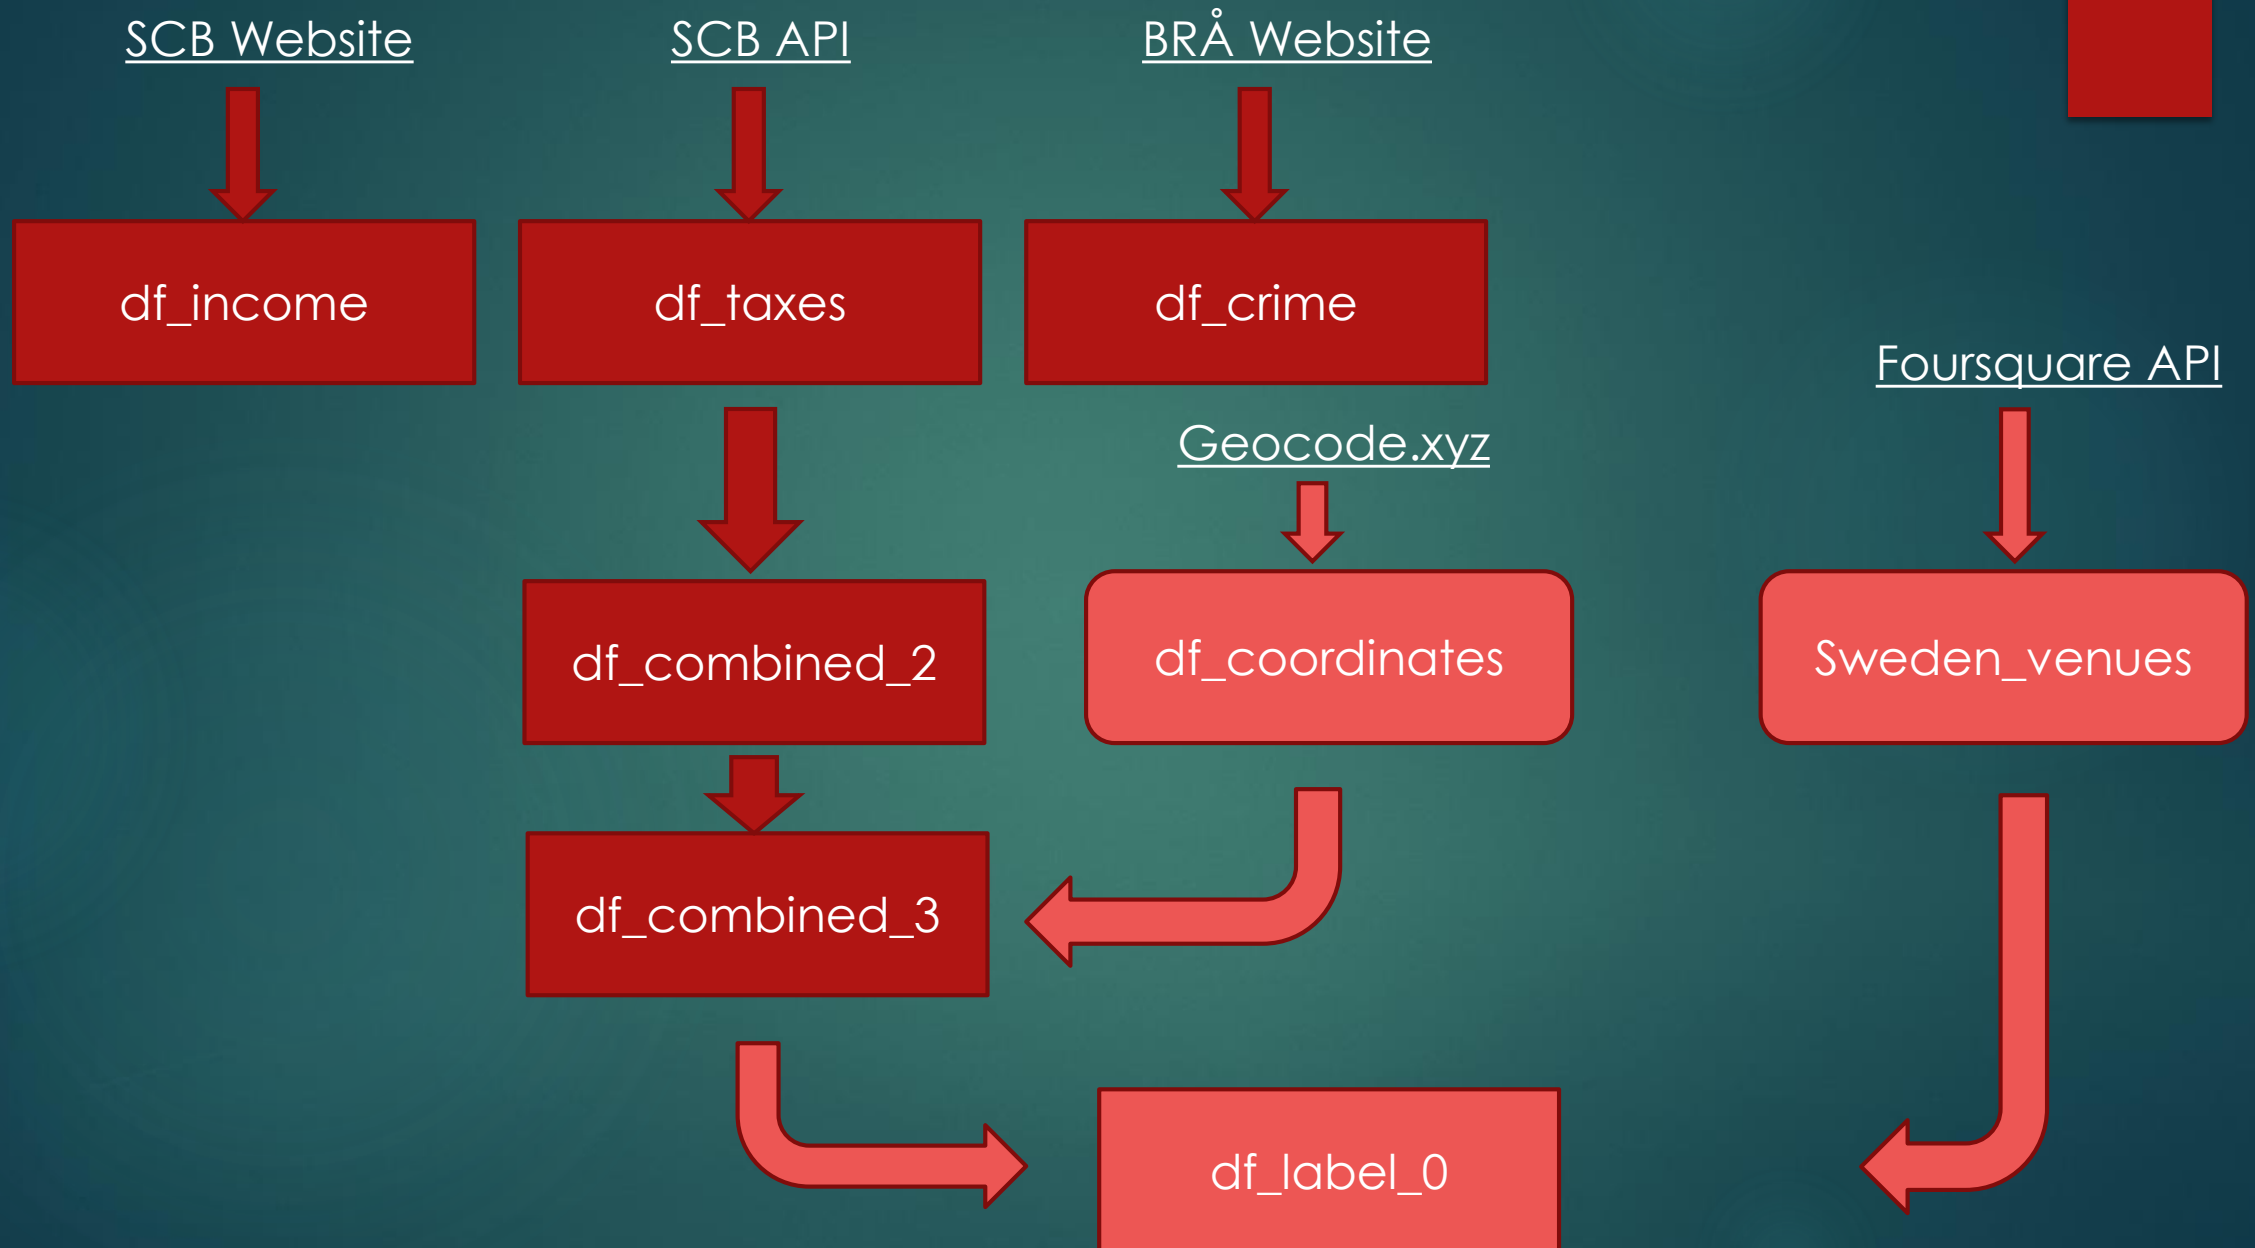 SCB Website
SCB API
BRÅ Website
df_income
df_taxes
df_crime
Foursquare API
Geocode.xyz
df_combined_2
df_coordinates
Sweden_venues
df_combined_3
df_label_0